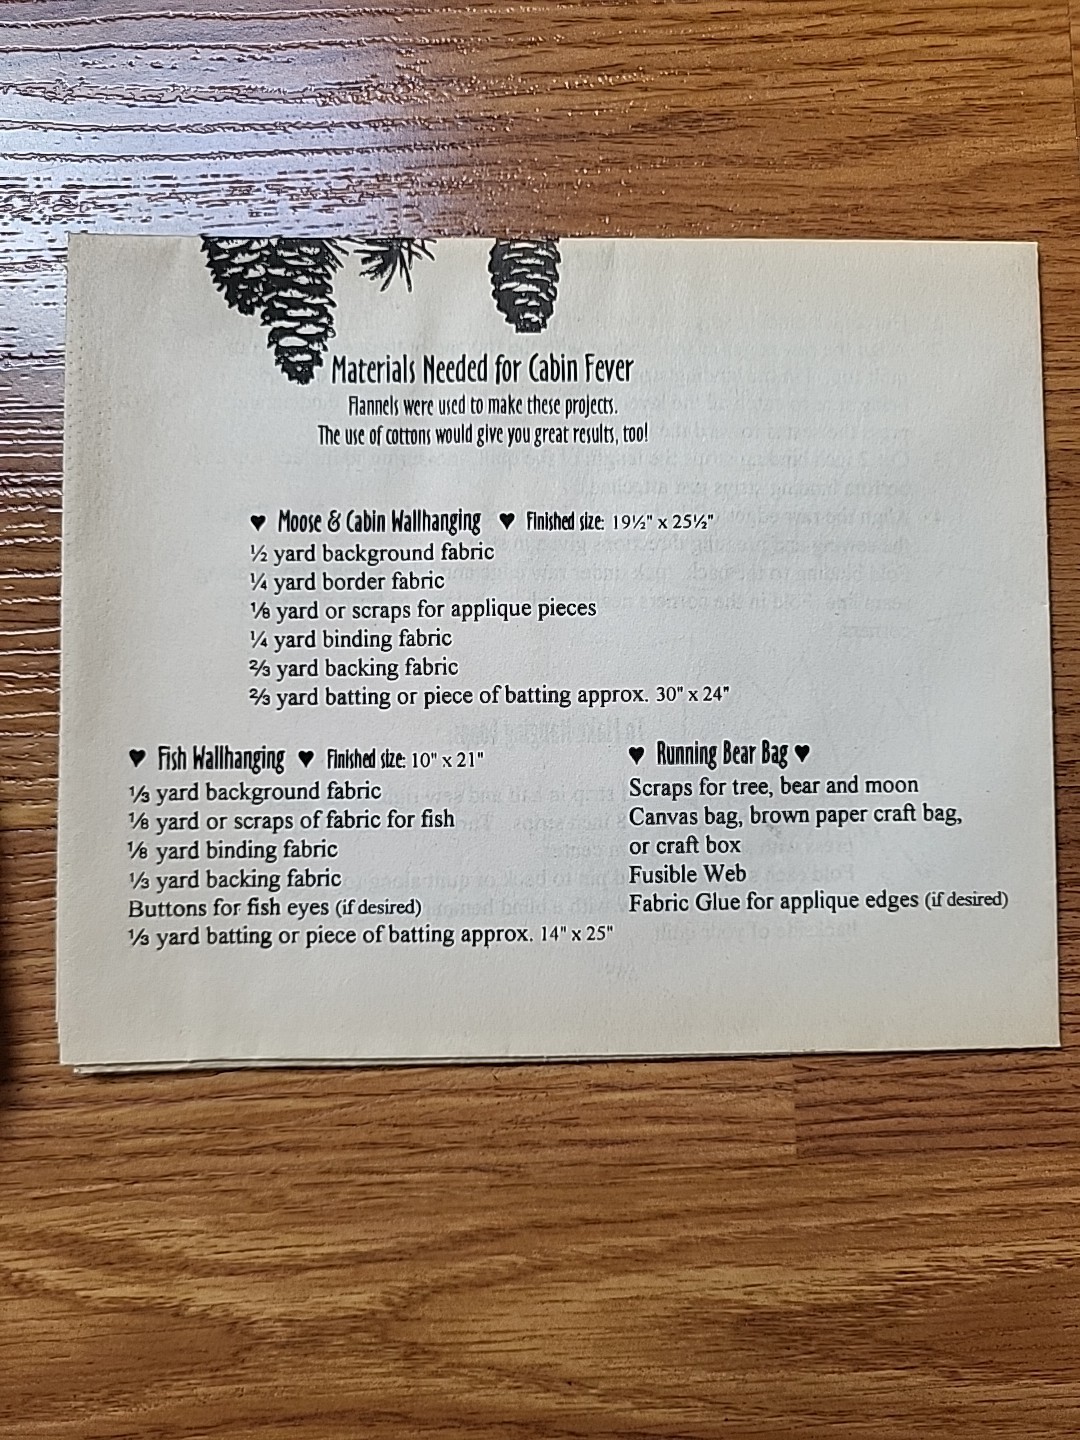 Materials Needed for Cabin Fever
Flannels were used to make these projects.
The use of cottons would give you great results, too!
♥ Moose & Cabin Wallhanging ♥ Finished size: 19½" x 25½"
½ yard background fabric
¼ yard border fabric
⅛ yard or scraps for applique pieces
¼ yard binding fabric
⅔ yard backing fabric
⅔ yard batting or piece of batting approx. 30" x 24"
♥ Fish Wallhanging ♥ Finished size: 10" x 21"
⅓ yard background fabric
⅛ yard or scraps of fabric for fish
⅛ yard binding fabric
⅓ yard backing fabric
Buttons for fish eyes (if desired)
⅓ yard batting or piece of batting approx. 14" x 25"
♥ Running Bear Bag ♥
Scraps for tree, bear and moon
Canvas bag, brown paper craft bag,
or craft box
Fusible Web
Fabric Glue for applique edges (if desired)